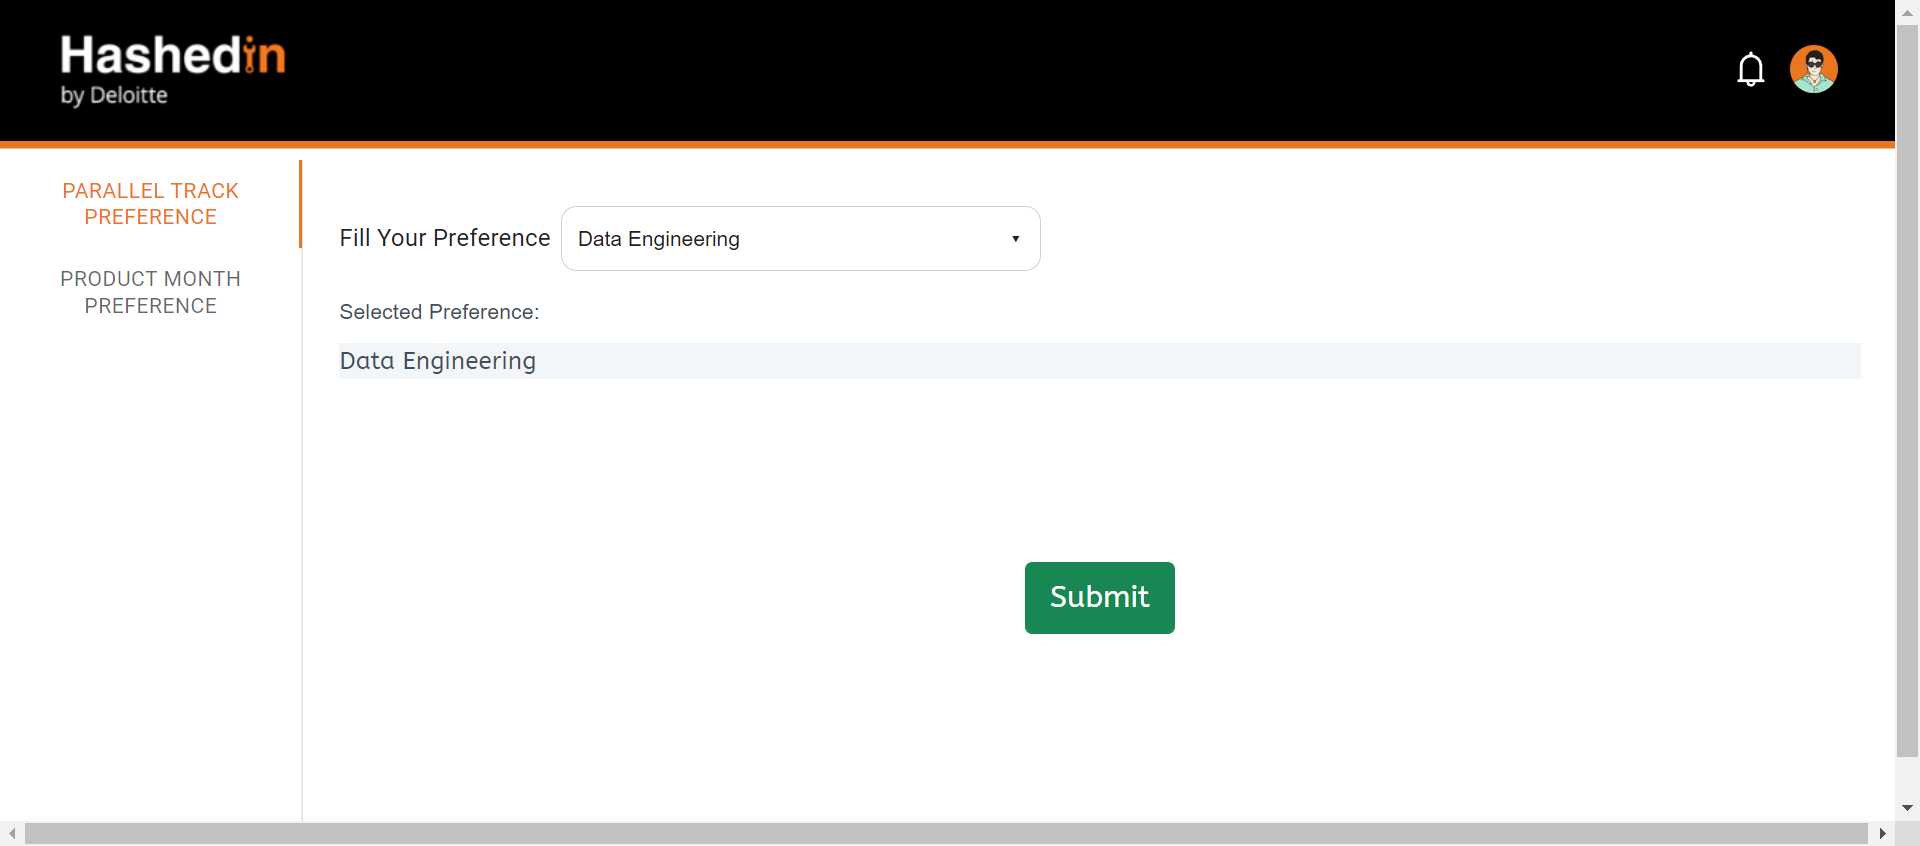 Hashedin
by Deloitte
PARALLEL TRACK
PREFERENCE
PRODUCT MONTH
PREFERENCE
Fill Your Preference
Data Engineering
Selected Preference:
Data Engineering
Submit